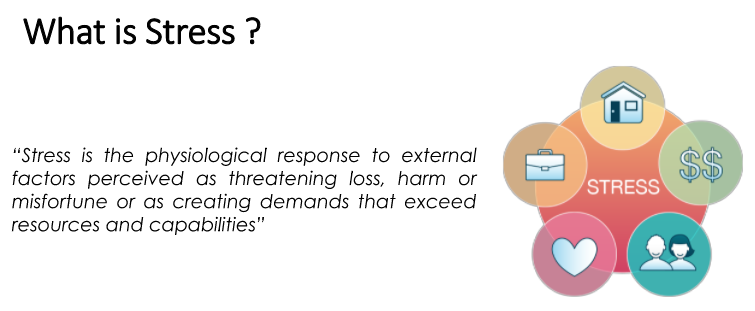 What is Stress ?
“Stress is the physiological response to external
factors perceived as threatening loss, harm or
misfortune or as creating demands that exceed
resources and capabilities”
$$
STRESS